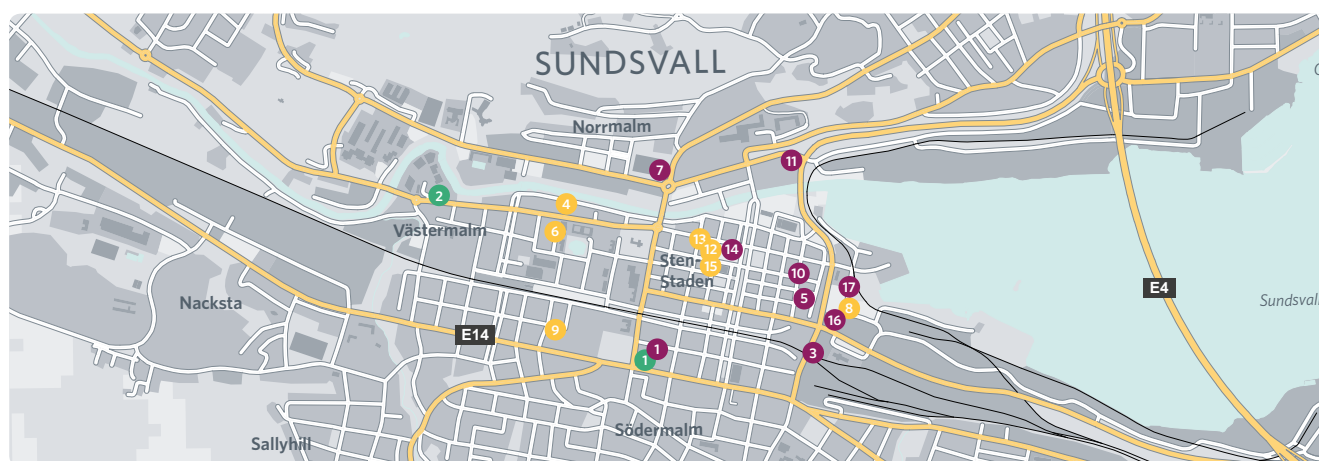 SUNDSVALL
Norrmalm
7
11
2
4
Västermalm
6
13
12
14
15
Sten-
Staden
10
5
17
8
16
E4
Sundsvall
Nacksta
E14
9
1
1
3
Södermalm
Sallyhill